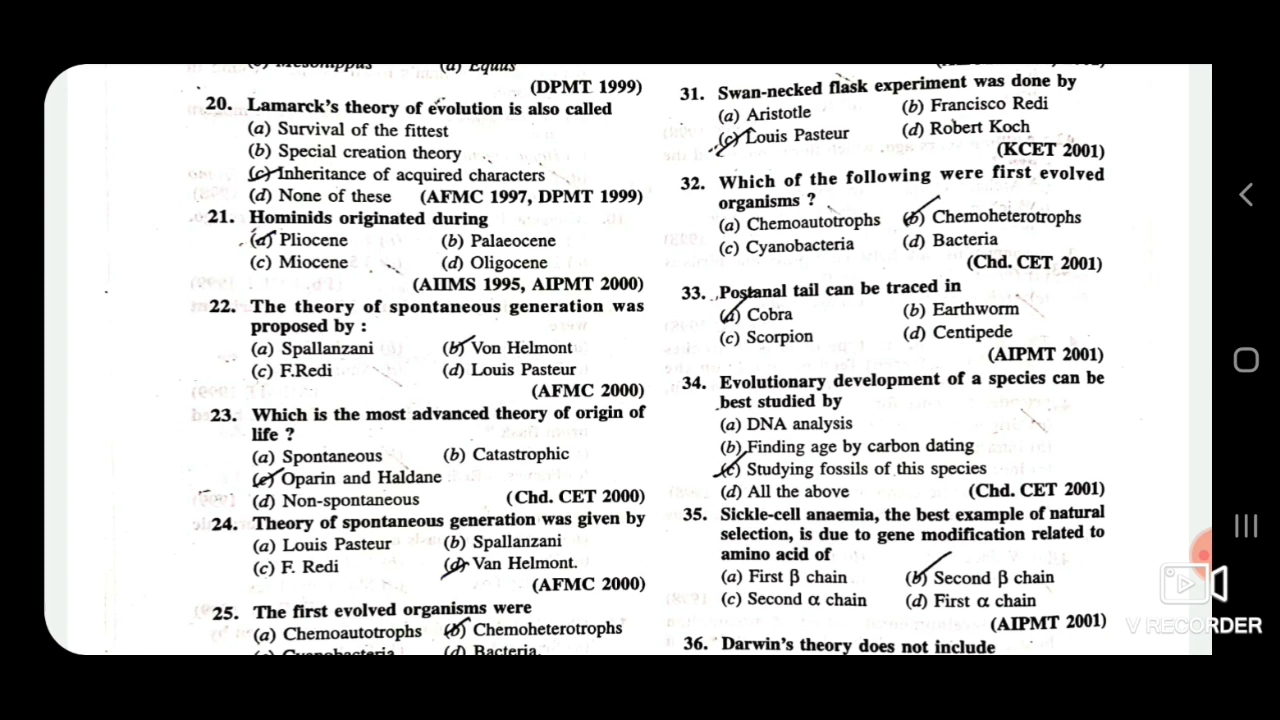 (d) Equus
(DPMT 1999)
20. Lamarck's theory of evolution is also called
(a) Survival of the fittest
(b) Special creation theory
(c) Inheritance of acquired characters
(d) None of these (AFMC 1997, DPMT 1999)
21. Hominids originated during
(a) Pliocene (b) Palaeocene
(c) Miocene (d) Oligocene
(AIIMS 1995, AIPMT 2000)
22. The theory of spontaneous generation was
proposed by :
(a) Spallanzani (b) Von Helmont
(c) F.Redi (d) Louis Pasteur
(AFMC 2000)
23. Which is the most advanced theory of origin of
life ?
(a) Spontaneous (b) Catastrophic
(c) Oparin and Haldane
(d) Non-spontaneous (Chd. CET 2000)
24. Theory of spontaneous generation was given by
(a) Louis Pasteur (b) Spallanzani
(c) F. Redi (d) Van Helmont.
(AFMC 2000)
25. The first evolved organisms were
(a) Chemoautotrophs (b) Chemoheterotrophs
(c) Cyanobacteria (d) Bacteria.
31. Swan-necked flask experiment was done by
(a) Aristotle (b) Francisco Redi
(c) Louis Pasteur (d) Robert Koch
(KCET 2001)
32. Which of the following were first evolved
organisms ?
(a) Chemoautotrophs (b) Chemoheterotrophs
(c) Cyanobacteria (d) Bacteria
(Chd. CET 2001)
33. Postanal tail can be traced in
(a) Cobra (b) Earthworm
(c) Scorpion (d) Centipede
(AIPMT 2001)
34. Evolutionary development of a species can be
best studied by
(a) DNA analysis
(b) Finding age by carbon dating
(c) Studying fossils of this species
(d) All the above (Chd. CET 2001)
35. Sickle-cell anaemia, the best example of natural
selection, is due to gene modification related to
amino acid of
(a) First β chain (b) Second β chain
(c) Second α chain (d) First α chain
(AIPMT 2001)
36. Darwin's theory does not include
V RECORDER